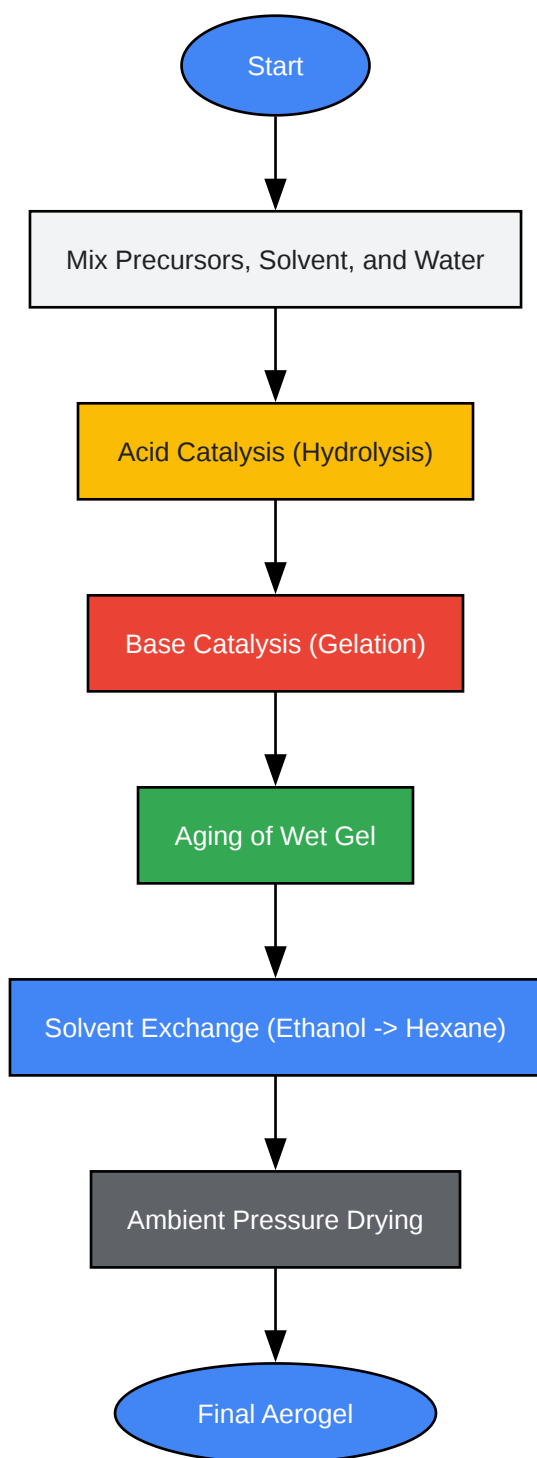 Start
Mix Precursors, Solvent, and Water
Acid Catalysis (Hydrolysis)
Base Catalysis (Gelation)
Aging of Wet Gel
Solvent Exchange (Ethanol -> Hexane)
Ambient Pressure Drying
Final Aerogel